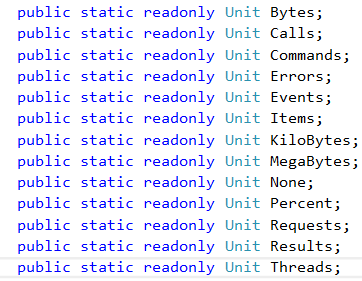 public static readonly Unit Bytes;
public static readonly Unit Calls;
public static readonly Unit Commands;
public static readonly Unit Errors;
public static readonly Unit Events;
public static readonly Unit Items;
public static readonly Unit KiloBytes;
public static readonly Unit MegaBytes;
public static readonly Unit None;
public static readonly Unit Percent;
public static readonly Unit Requests;
public static readonly Unit Results;
public static readonly Unit Threads;